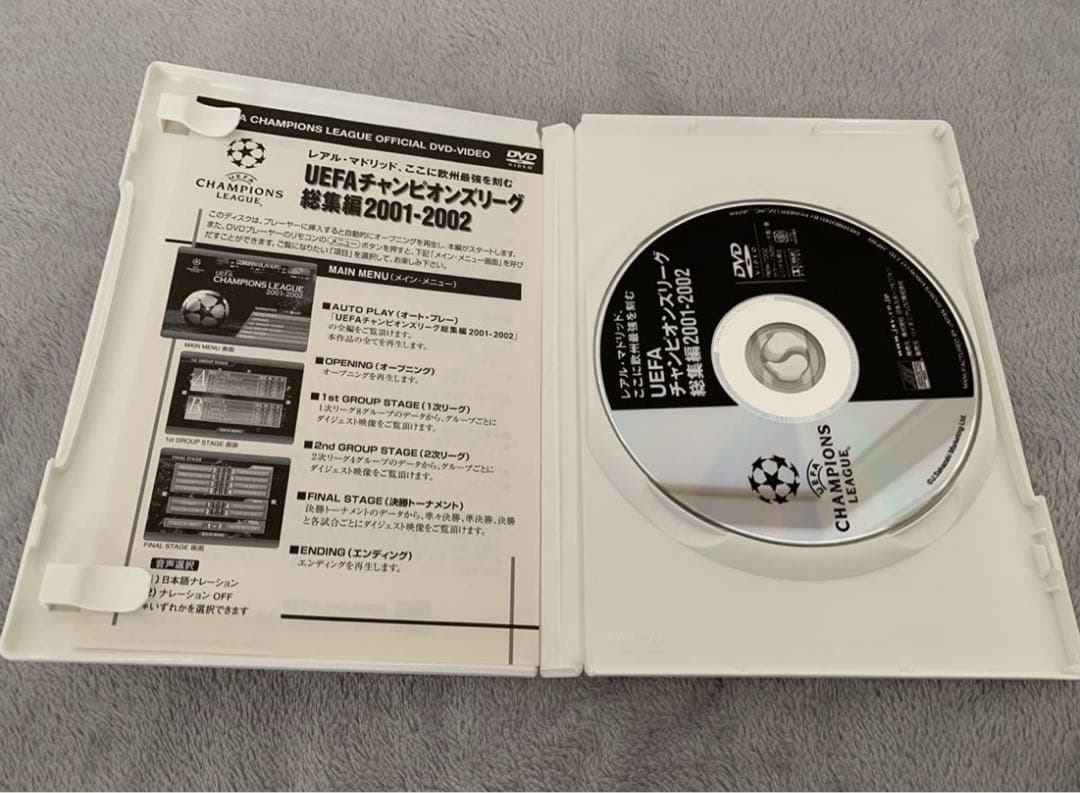 A CHAMPIONS LEAGUE OFFICIAL DVD-VIDEO
DVD
VIDEO
UEFA
CHAMPIONS
LEAGUE
レアル・マドリッド、ここに欧州最強を刻む
UEFAチャンピオンズリーグ
総集編2001-2002
このディスクは、プレーヤーに挿入すると自動的にオープニングを再生し、本編がスタートします。
また、DVDプレーヤーのリモコンのメニューボタンを押すと、下記「メイン・メニュー画面」を呼び
だすことができます。ご覧になりたい「項目」を選択して、お楽しみ下さい。
MAIN MENU(メイン・メニュー)
UEFA
CHAMPIONS LEAGUE
2001-2002
MAIN MENU 画面
■AUTO PLAY(オート・プレー)
「UEFAチャンピオンズリーグ総集編2001-2002」
の全編をご覧頂けます。
本作品の全てを再生します。
■OPENING(オープニング)
オープニングを再生します。
1st GROUP STAGE
A
B
1st GROUP STAGE 画面
■1st GROUP STAGE(1次リーグ)
1次リーグ8グループのデータから、グループごとに
ダイジェスト映像をご覧頂けます。
■2nd GROUP STAGE(2次リーグ)
2次リーグ4グループのデータから、グループごとに
ダイジェスト映像をご覧頂けます。
FINAL STAGE
FINAL STAGE 画面
■FINAL STAGE(決勝トーナメント)
決勝トーナメントのデータから、準々決勝、準決勝、決勝
と各試合ごとにダイジェスト映像をご覧頂けます。
■ENDING(エンディング)
エンディングを再生します。
音声選択
1)日本語ナレーション
2)ナレーション OFF
*いずれかを選択できます
レアル・マドリッド、
ここに欧州最強を刻む
UEFA
チャンピオンズリーグ
総集編2001-2002
DVD
VIDEO
UEFA
CHAMPIONS
LEAGUE